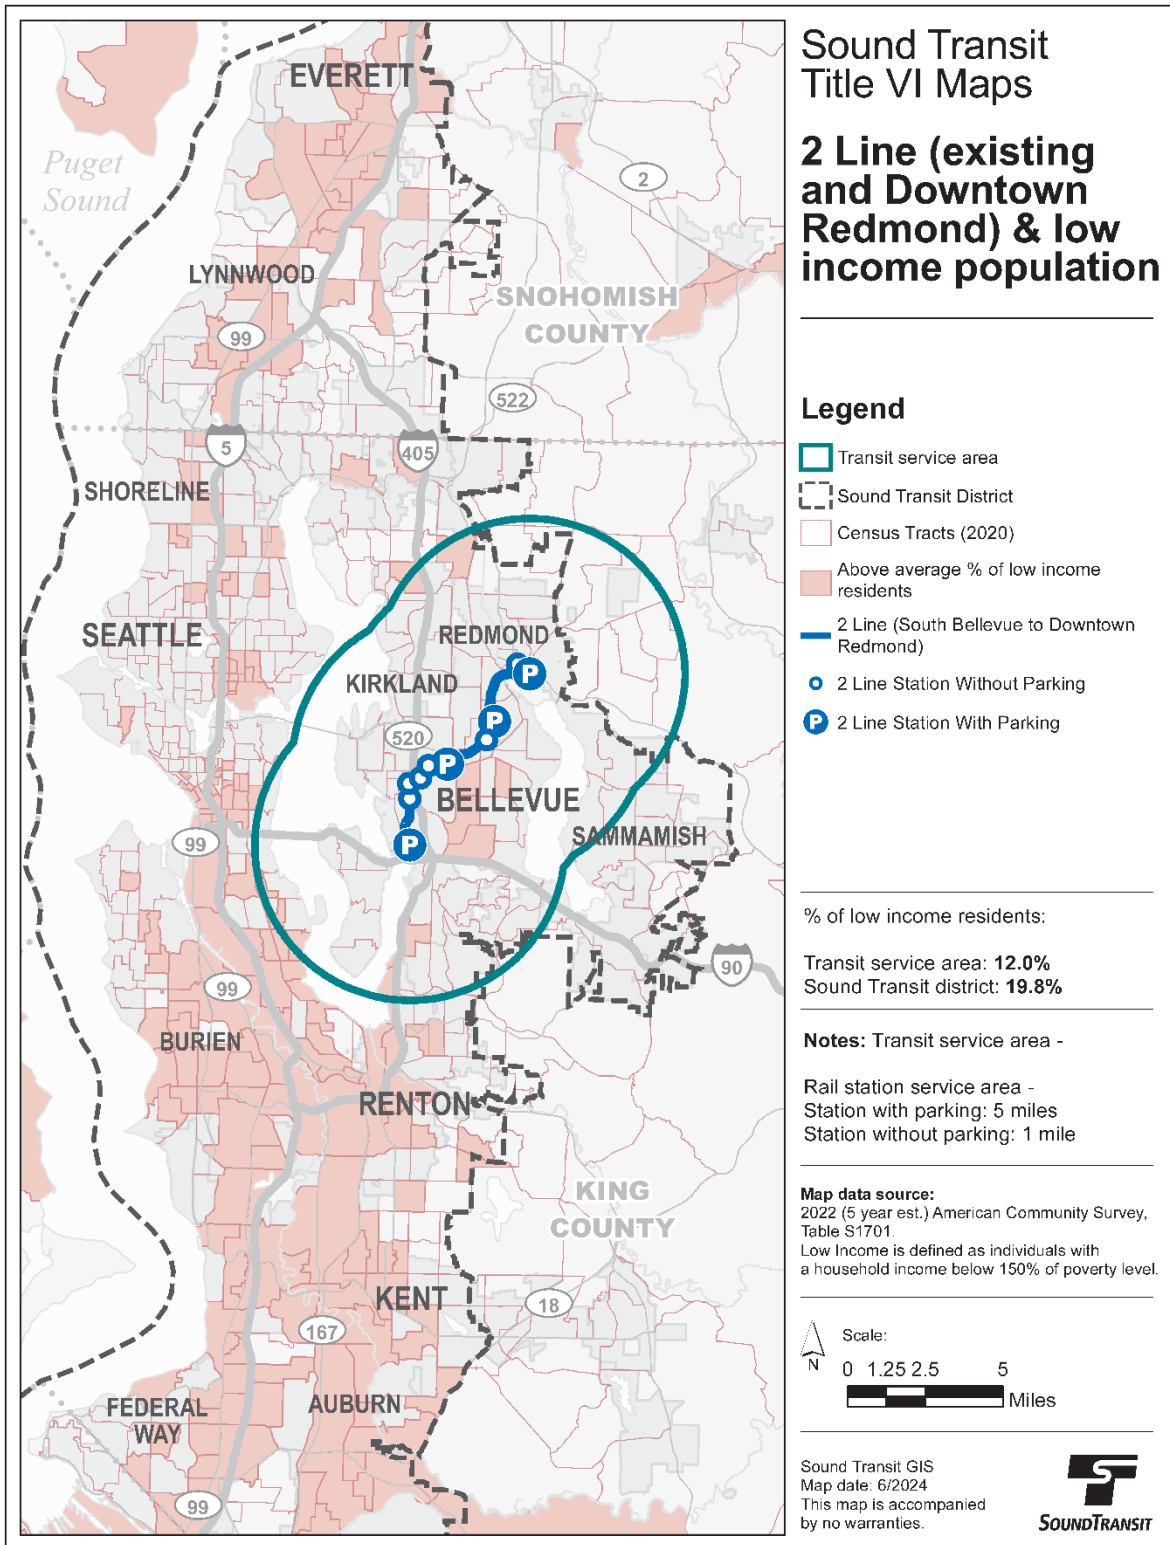 Sound Transit
Title VI Maps
2 Line (existing
and Downtown
Redmond) & low
income population
Legend
Transit service area
Sound Transit District
Census Tracts (2020)
Above average % of low income
residents
2 Line (South Bellevue to Downtown
Redmond)
2 Line Station Without Parking
P
2 Line Station With Parking
% of low income residents:
Transit service area: 12.0%
Sound Transit district: 19.8%
Notes: Transit service area -
Rail station service area -
Station with parking: 5 miles
Station without parking: 1 mile
Map data source:
2022 (5 year est.) American Community Survey,
Table S1701.
Low Income is defined as individuals with
a household income below 150% of poverty level.
N
Scale:
0 1.25 2.5 5
Miles
Sound Transit GIS
Map date: 6/2024
This map is accompanied
by no warranties.
SOUNDTRANSIT
EVERETT
Puget
Sound
2
LYNNWOOD
SNOHOMISH
COUNTY
99
522
5
405
SHORELINE
SEATTLE
REDMOND
P
KIRKLAND
P
520
P
BELLEVUE
99
P
SAMMAMISH
90
99
BURIEN
RENTON
KING
COUNTY
KENT
18
167
FEDERAL
WAY
AUBURN
99